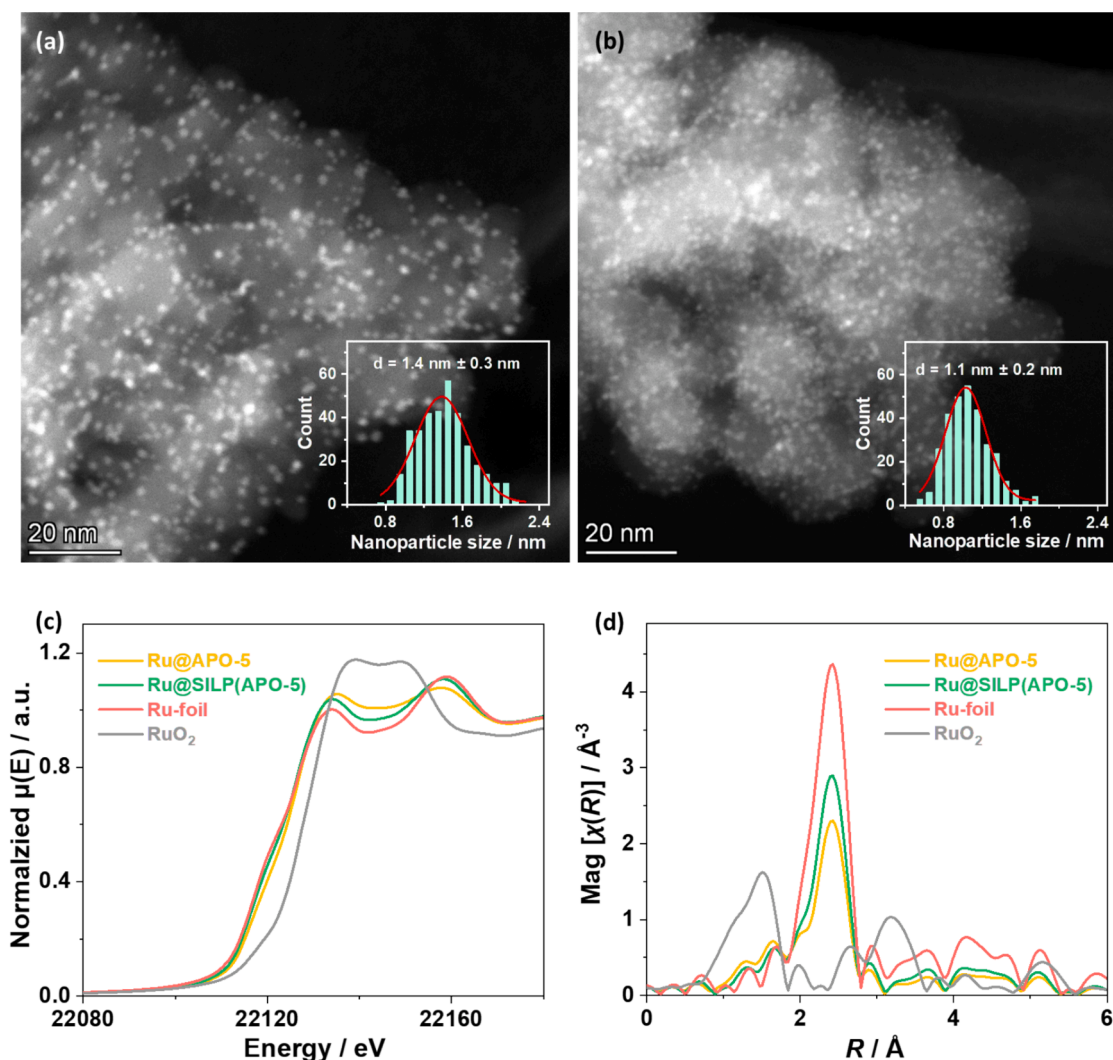 (a)
d = 1.4 nm ± 0.3 nm
60
40
20
0
Count
0.8 1.6 2.4
Nanoparticle size / nm
20 nm
(b)
d = 1.1 nm ± 0.2 nm
60
40
20
0
Count
0.8 1.6 2.4
Nanoparticle size / nm
20 nm
(c)
Ru@APO-5
Ru@SILP(APO-5)
Ru-foil
RuO₂
1.2
0.8
0.4
0.0
Normalzied μ(E) / a.u.
22080 22120 22160
Energy / eV
(d)
Ru@APO-5
Ru@SILP(APO-5)
Ru-foil
RuO₂
4
3
2
1
0
Mag [χ(R)] / Å⁻³
0 2 4 6
R / Å